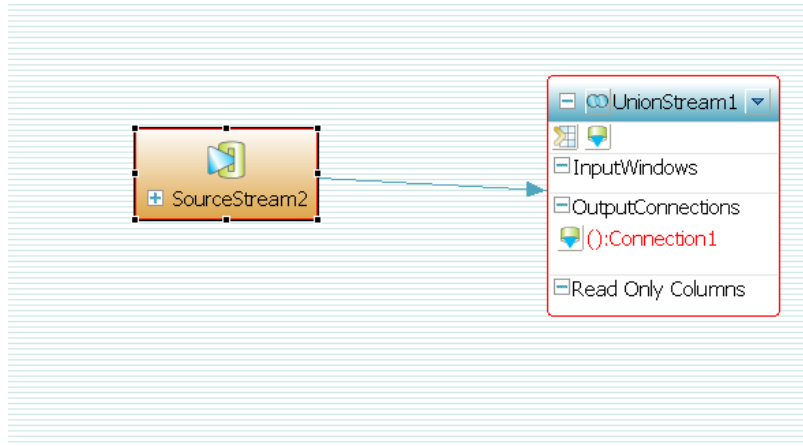 SourceStream2
UnionStream1
InputWindows
OutputConnections
():Connection1
Read Only Columns